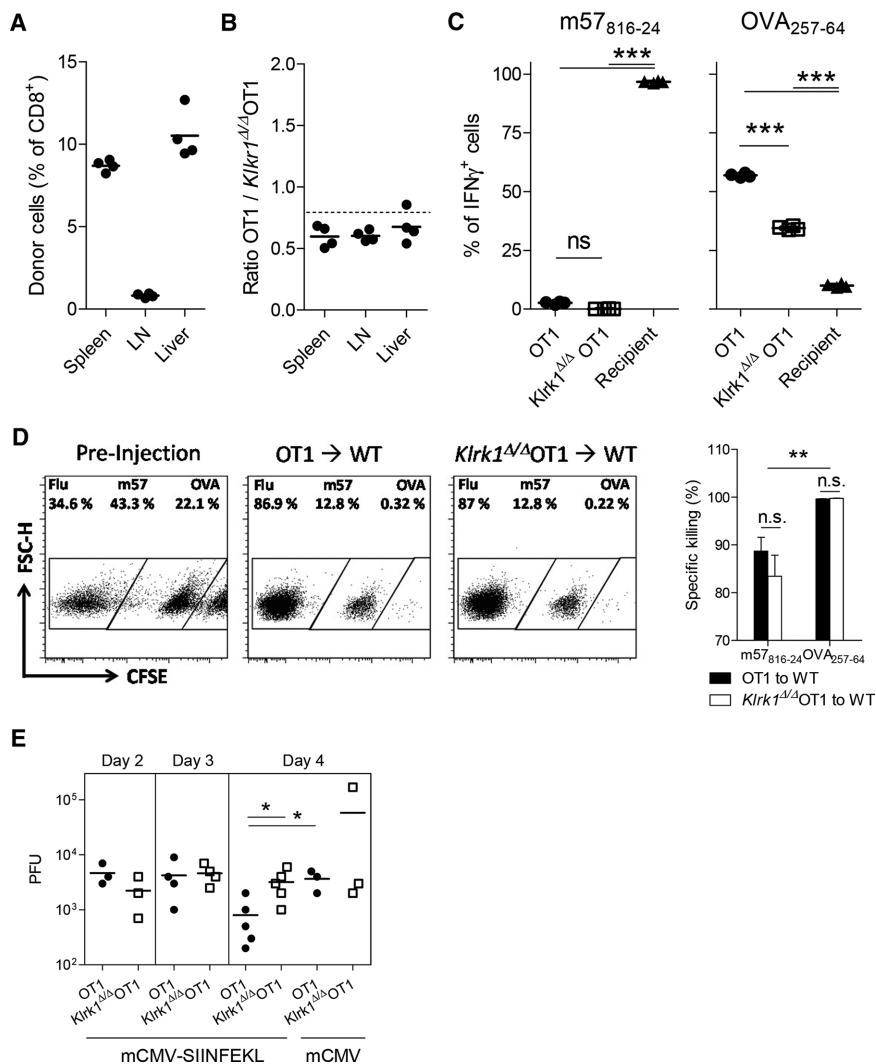 A
Donor cells (% of CD8⁺)
15
10
5
0
Spleen
LN
Liver
B
Ratio OT1 / Klkr1Δ/ΔOT1
2.0
1.5
1.0
0.5
0.0
Spleen
LN
Liver
C
m57816-24
OVA257-64
% of IFNγ⁺ cells
100
75
50
25
0
***
***
ns
***
***
***
OT1
Klrk1Δ/Δ OT1
Recipient
OT1
Klrk1Δ/Δ OT1
Recipient
D
Pre-Injection
OT1 → WT
Klrk1Δ/ΔOT1 → WT
Flu m57 OVA
34.6 % 43.3 % 22.1 %
Flu m57 OVA
86.9 % 12.8 % 0.32 %
Flu m57 OVA
87 % 12.8 % 0.22 %
FSC-H
CFSE
Specific killing (%)
110
100
90
80
70
**
n.s.
n.s.
m57816-24 OVA257-64
OT1 to WT
Klrk1Δ/ΔOT1 to WT
E
Day 2 Day 3 Day 4
PFU
10⁵
10⁴
10³
10²
*
*
OT1
Klrk1Δ/ΔOT1
OT1
Klrk1Δ/ΔOT1
OT1
Klrk1Δ/ΔOT1
OT1
Klrk1Δ/ΔOT1
mCMV-SIINFEKL
mCMV